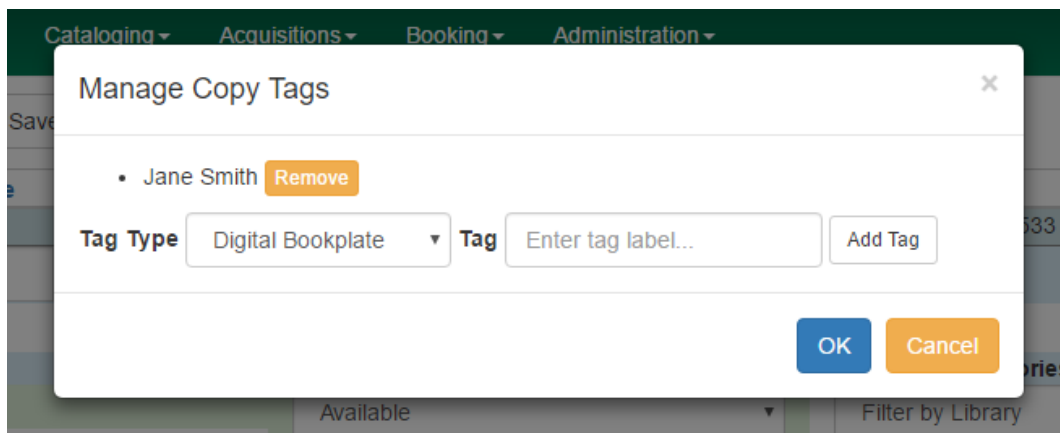 Cataloging Acquisitions Booking Administration
Manage Copy Tags ×
Save
• Jane Smith Remove
Tag Type Digital Bookplate Tag Enter tag label... Add Tag
533
OK Cancel
Available Filter by Library